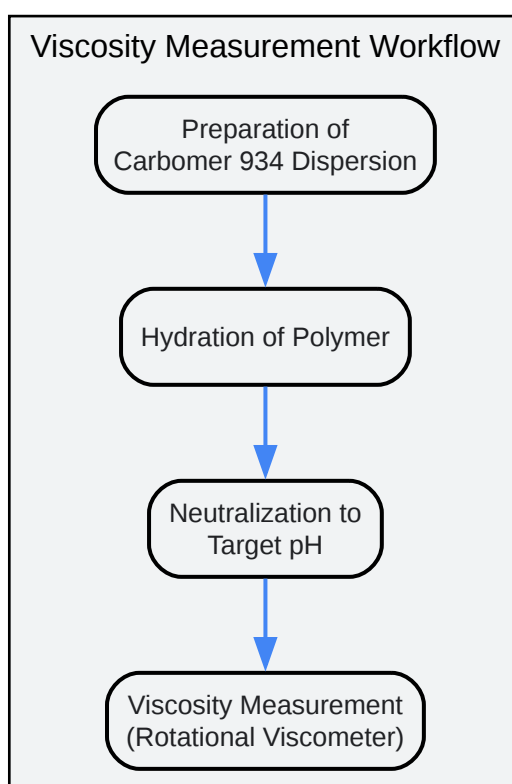 Viscosity Measurement Workflow
Preparation of
Carbomer 934 Dispersion
Hydration of Polymer
Neutralization to
Target pH
Viscosity Measurement
(Rotational Viscometer)